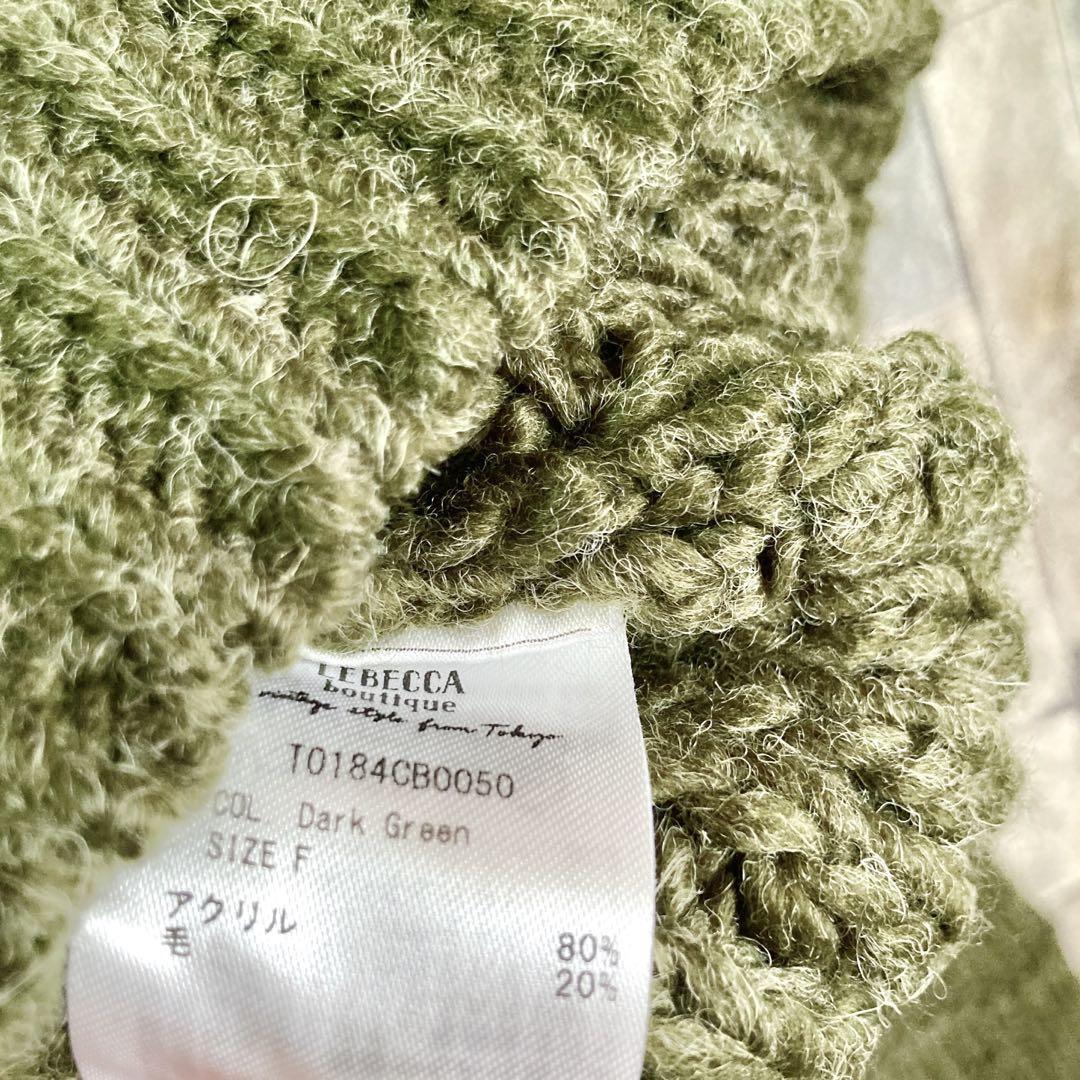 LEBECCA
boutique
vintage style from Tokyo
T0184CB0050
COL Dark Green
SIZE F
アクリル 80%
毛 20%